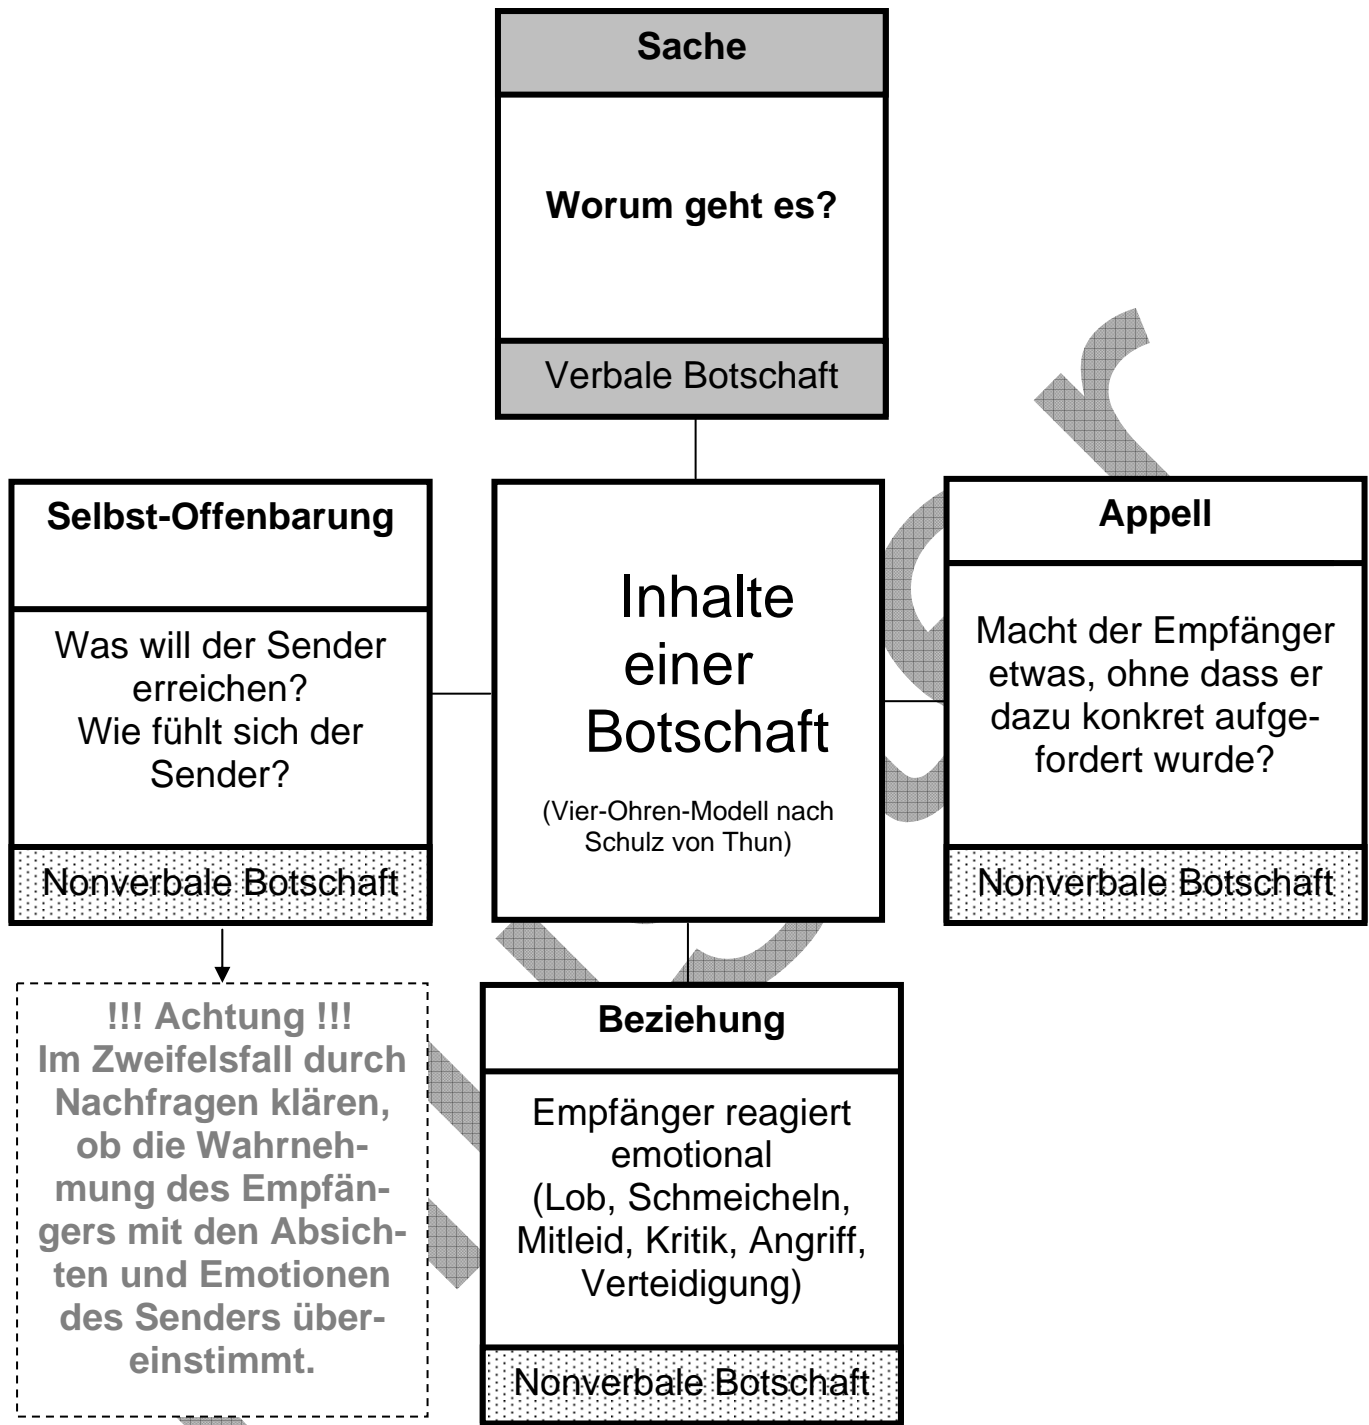 Sache
Worum geht es?
Verbale Botschaft
Selbst-Offenbarung
Was will der Sender
erreichen?
Wie fühlt sich der
Sender?
Nonverbale Botschaft
Inhalte
einer
Botschaft
(Vier-Ohren-Modell nach
Schulz von Thun)
Appell
Macht der Empfänger
etwas, ohne dass er
dazu konkret aufge-
fordert wurde?
Nonverbale Botschaft
!!! Achtung !!!
Im Zweifelsfall durch
Nachfragen klären,
ob die Wahrneh-
mung des Empfän-
gers mit den Absich-
ten und Emotionen
des Senders über-
einstimmt.
Beziehung
Empfänger reagiert
emotional
(Lob, Schmeicheln,
Mitleid, Kritik, Angriff,
Verteidigung)
Nonverbale Botschaft